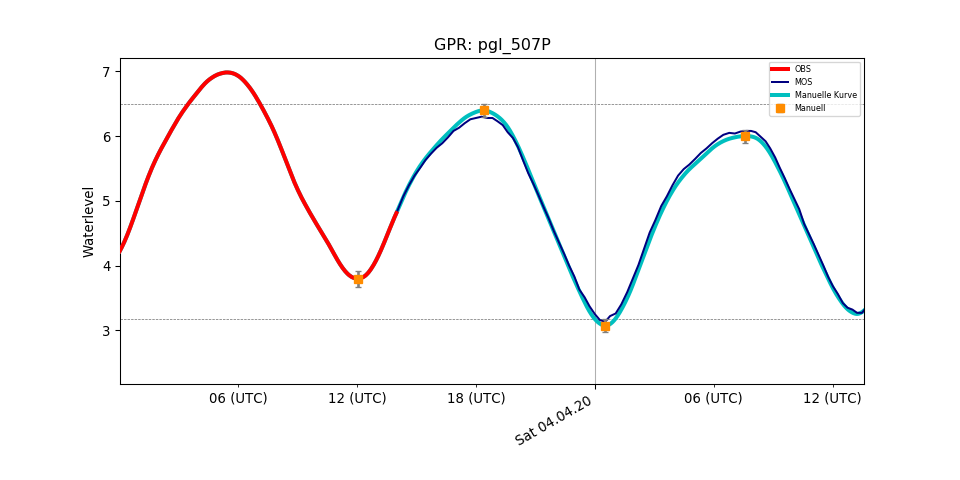 GPR: pgl_507P
7
6
5
4
3
Waterlevel
OBS
MOS
Manuelle Kurve
Manuell
06 (UTC)
12 (UTC)
18 (UTC)
Sat 04.04.20
06 (UTC)
12 (UTC)